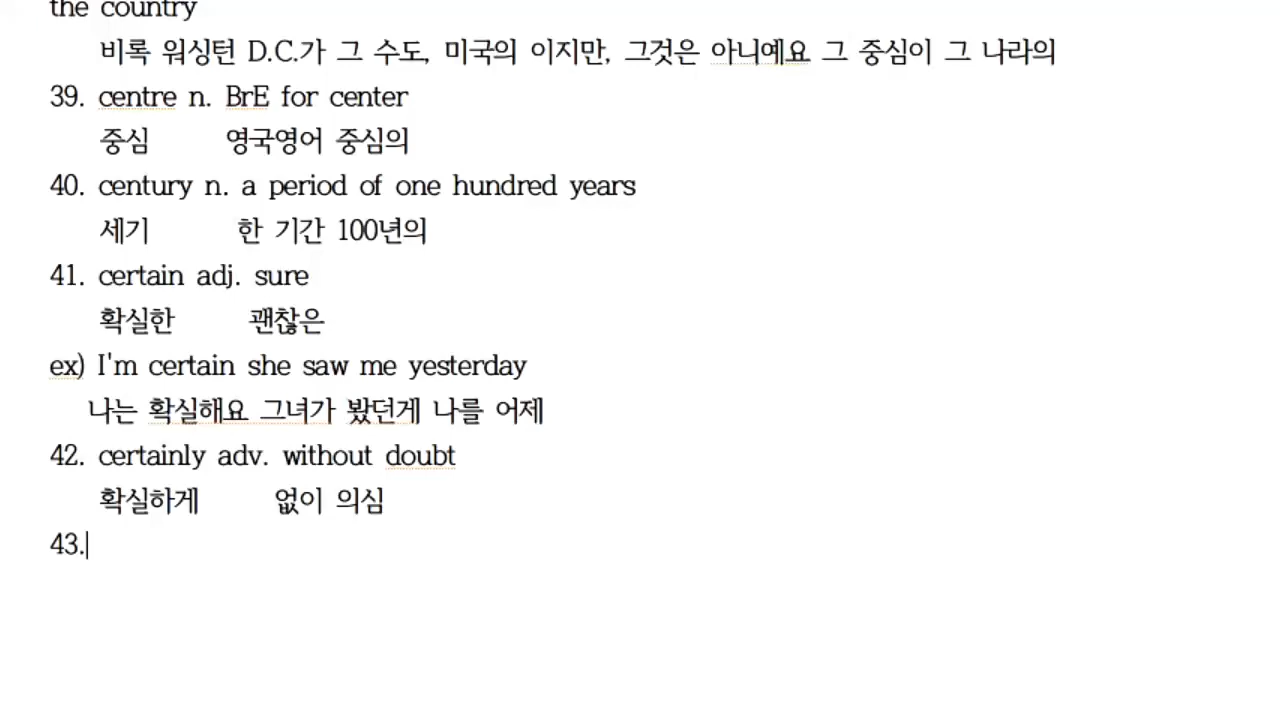 the country
비록 워싱턴 D.C.가 그 수도, 미국의 이지만, 그것은 아니예요 그 중심이 그 나라의
39. centre n. BrE for center
중심 영국영어 중심의
40. century n. a period of one hundred years
세기 한 기간 100년의
41. certain adj. sure
확실한 괜찮은
ex) I'm certain she saw me yesterday
나는 확실해요 그녀가 봤던게 나를 어제
42. certainly adv. without doubt
확실하게 없이 의심
43.